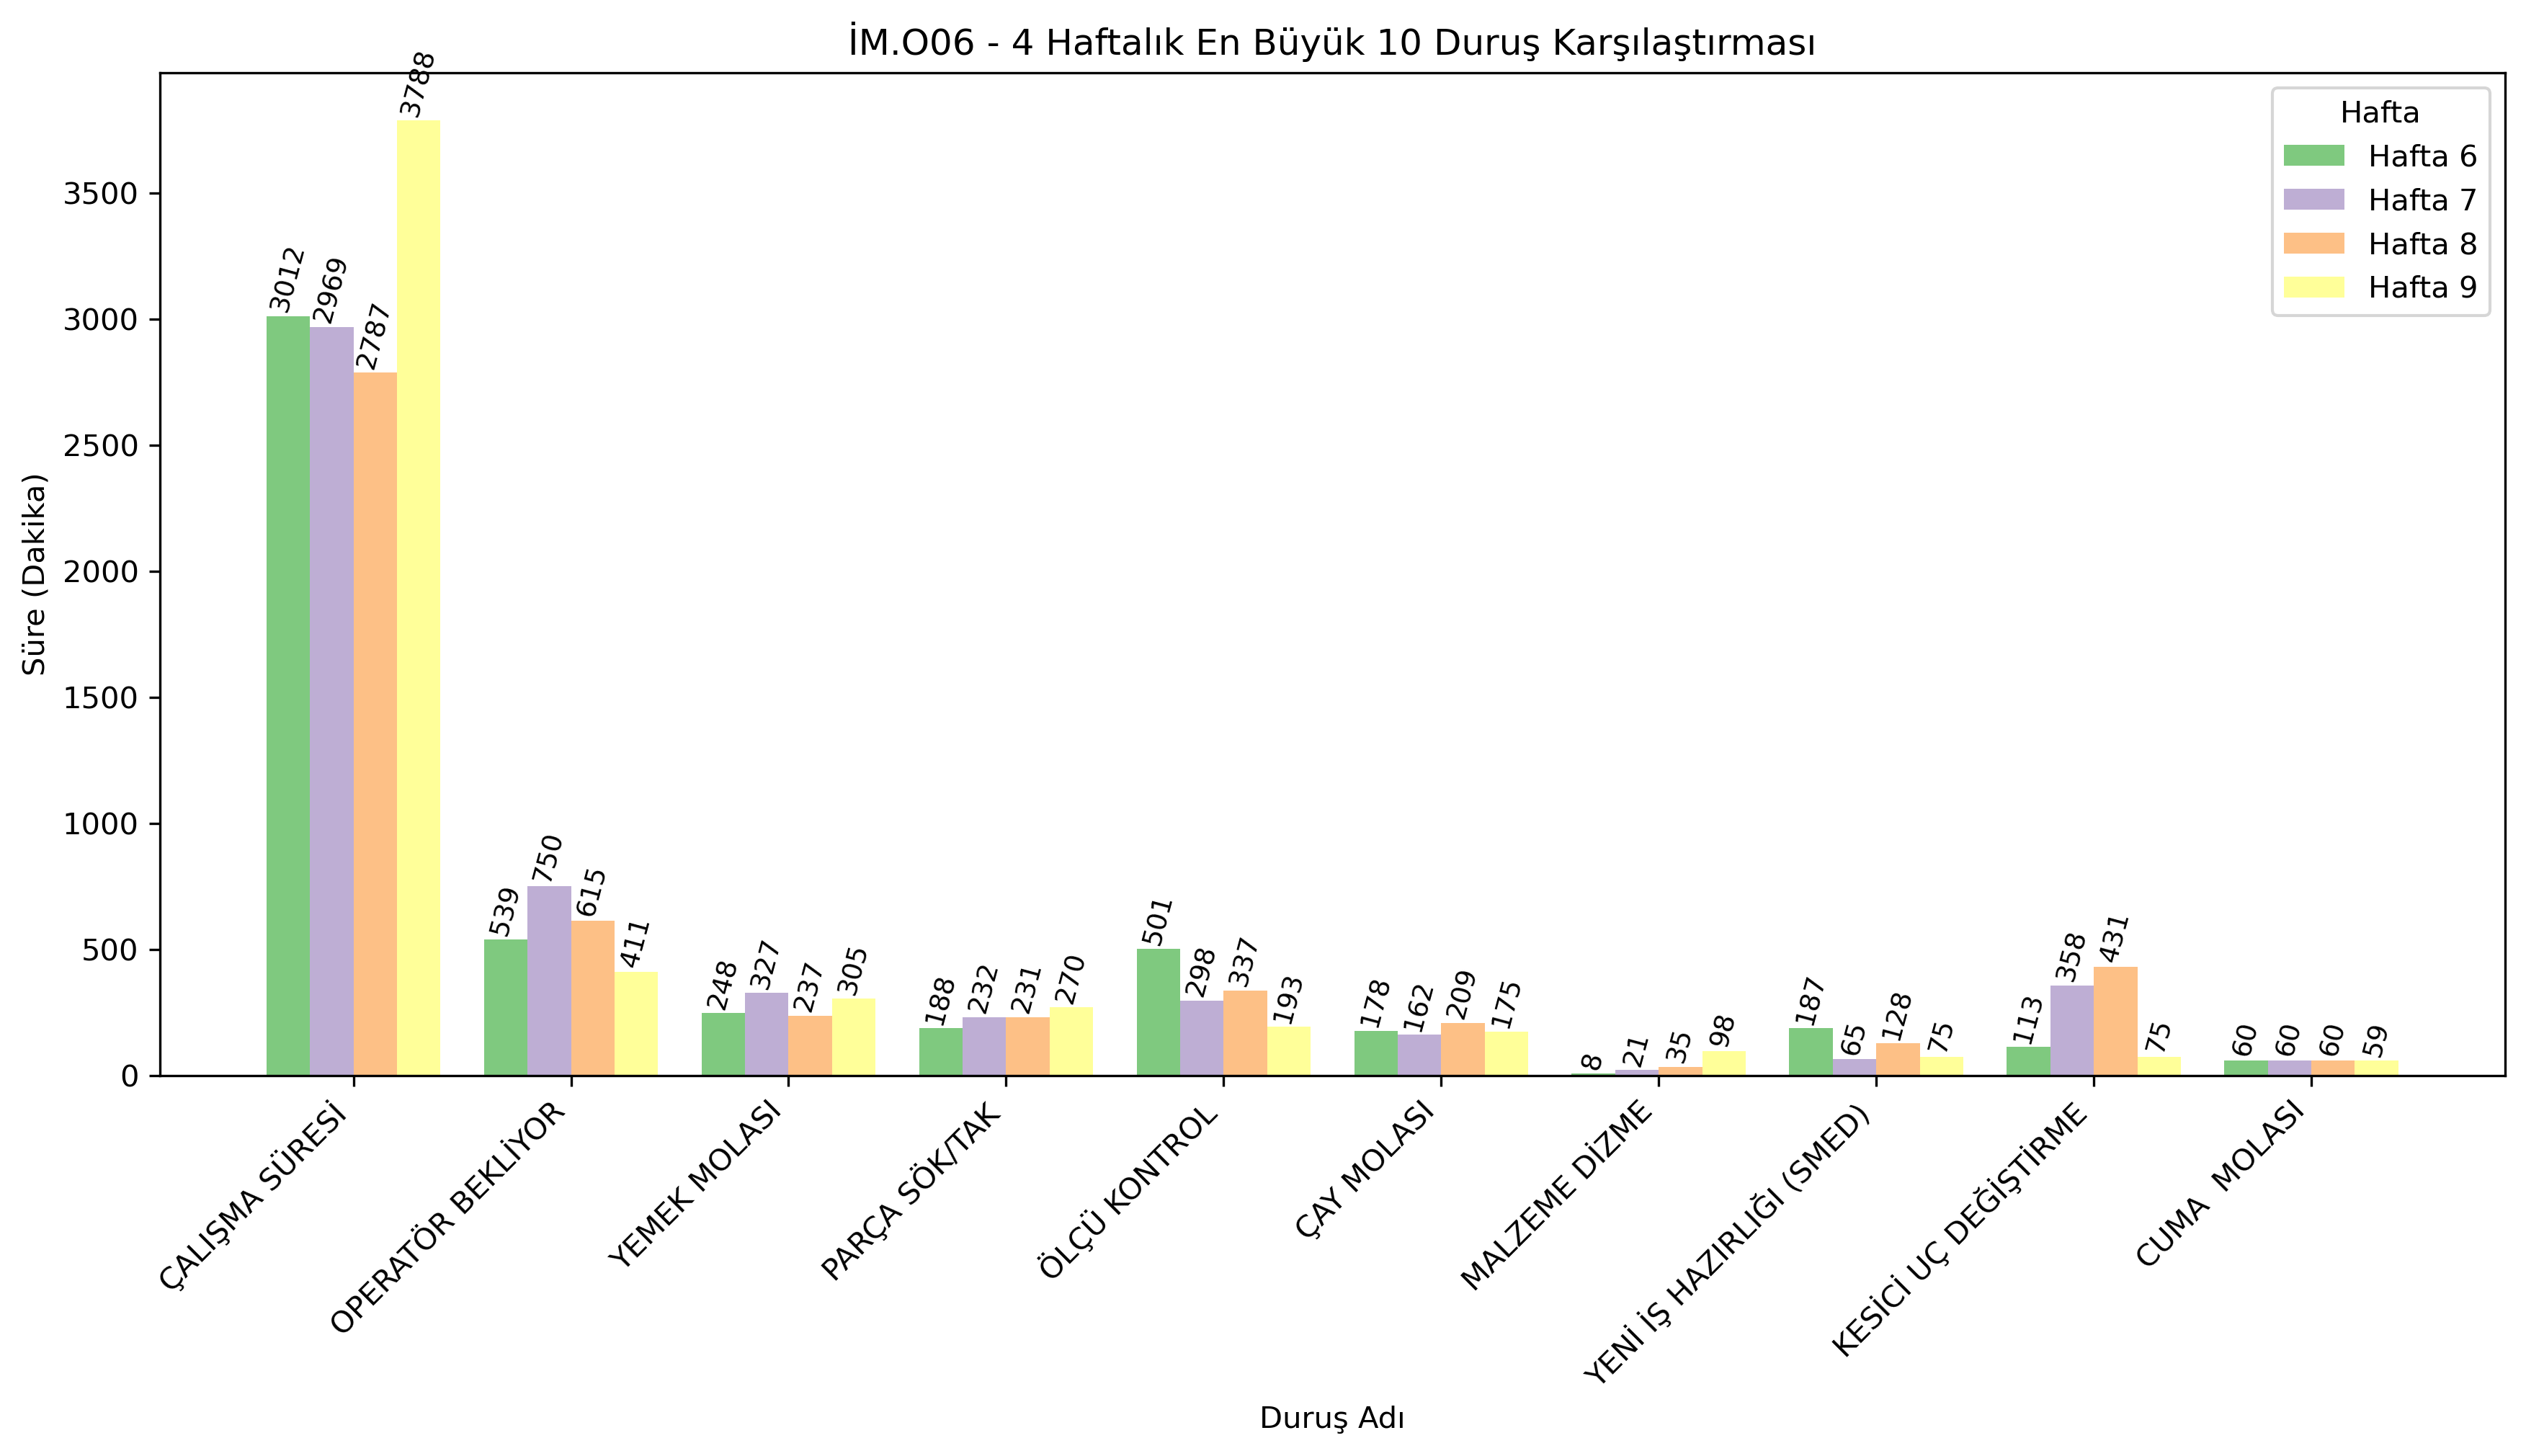 İM.O06 - 4 Haftalık En Büyük 10 Duruş Karşılaştırması
Hafta
Hafta 6
Hafta 7
Hafta 8
Hafta 9
Süre (Dakika)
3500
3000
2500
2000
1500
1000
500
0
3012
2969
2787
3788
539
750
615
411
248
327
237
305
188
232
231
270
501
298
337
193
178
162
209
175
8
21
35
98
187
65
128
75
113
358
431
75
60
60
60
59
ÇALIŞMA SÜRESİ
OPERATÖR BEKLİYOR
YEMEK MOLASI
PARÇA SÖK/TAK
ÖLÇÜ KONTROL
ÇAY MOLASI
MALZEME DİZME
YENİ İŞ HAZIRLIĞI (SMED)
KESİCİ UÇ DEĞİŞTİRME
CUMA  MOLASI
Duruş Adı